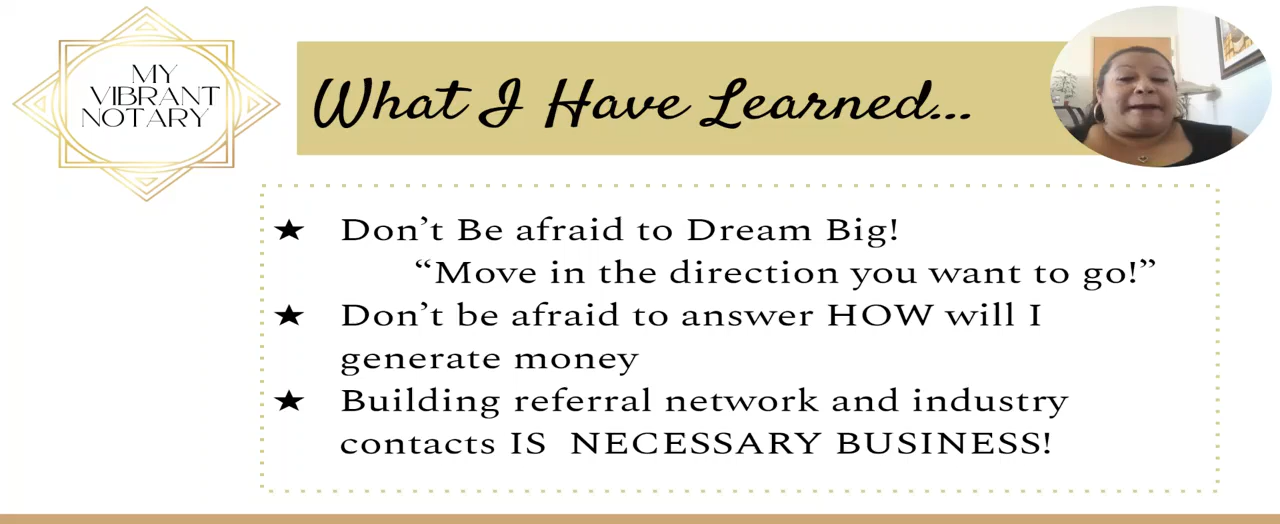 MY
VIBRANT
NOTARY
What I Have Learned...
★ Don't Be afraid to Dream Big!
“Move in the direction you want to go!”
★ Don't be afraid to answer HOW will I
generate money
★ Building referral network and industry
contacts IS NECESSARY BUSINESS!